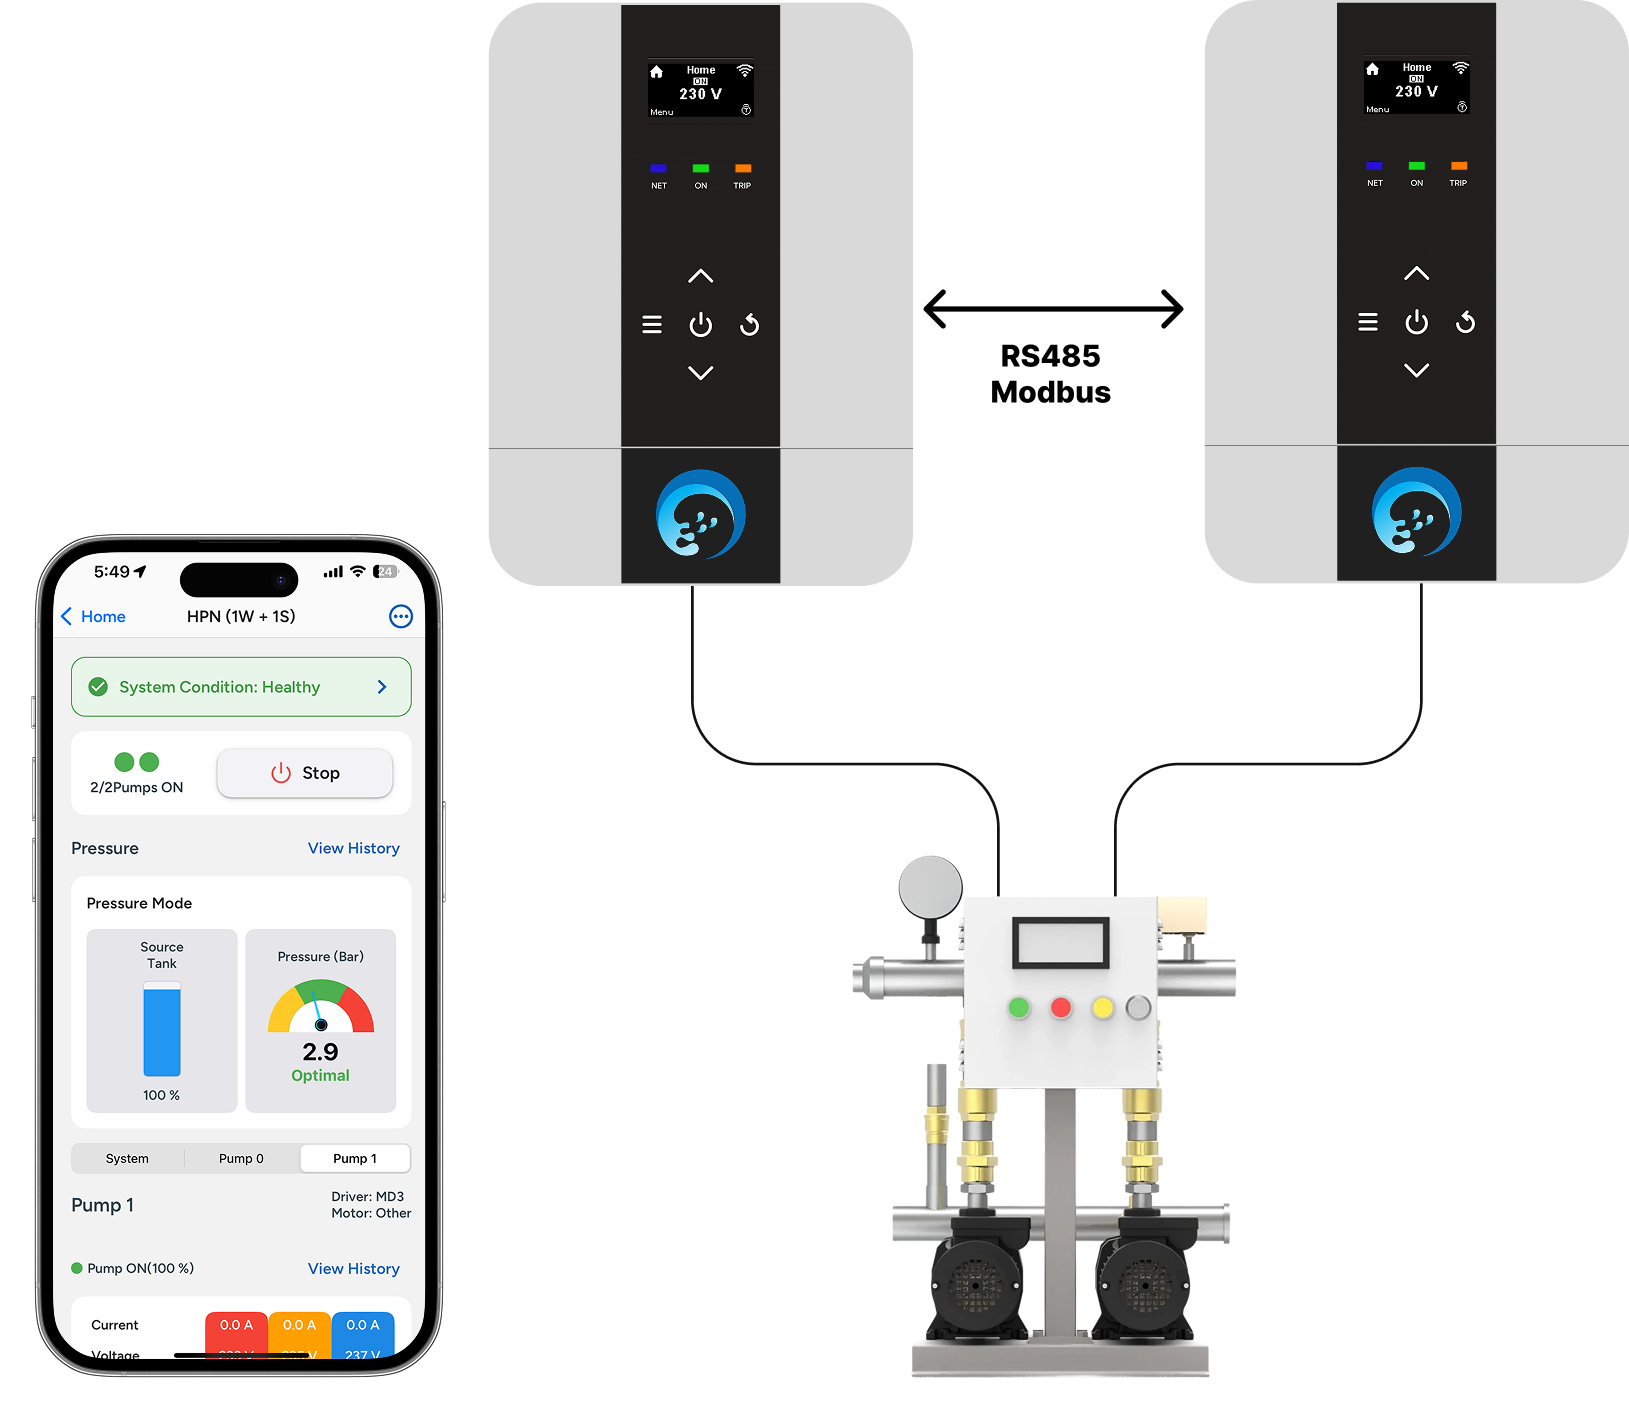 Home
ON
230 V
Menu
NET ON TRIP
Home
ON
230 V
Menu
NET ON TRIP
RS485
Modbus
5:49
24
Home
HPN (1W + 1S)
System Condition: Healthy
2/2Pumps ON
Stop
Pressure
View History
Pressure Mode
Source
Tank
100 %
Pressure (Bar)
2.9
Optimal
System
Pump 0
Pump 1
Pump 1
Driver: MD3
Motor: Other
Pump ON(100 %)
View History
Current
0.0 A
0.0 A
0.0 A
Voltage
V
237 V